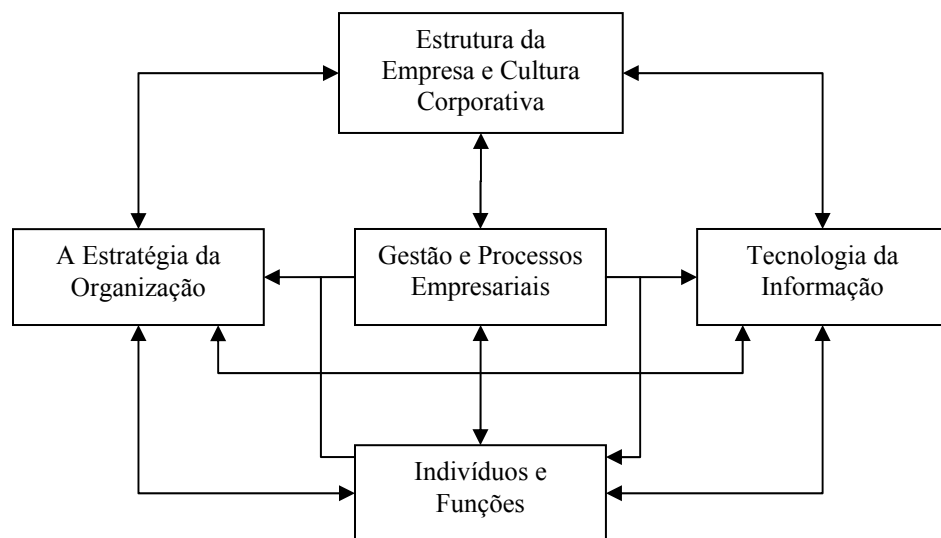 Estrutura da
Empresa e Cultura
Corporativa
A Estratégia da
Organização
Gestão e Processos
Empresariais
Tecnologia da
Informação
Indivíduos e
Funções